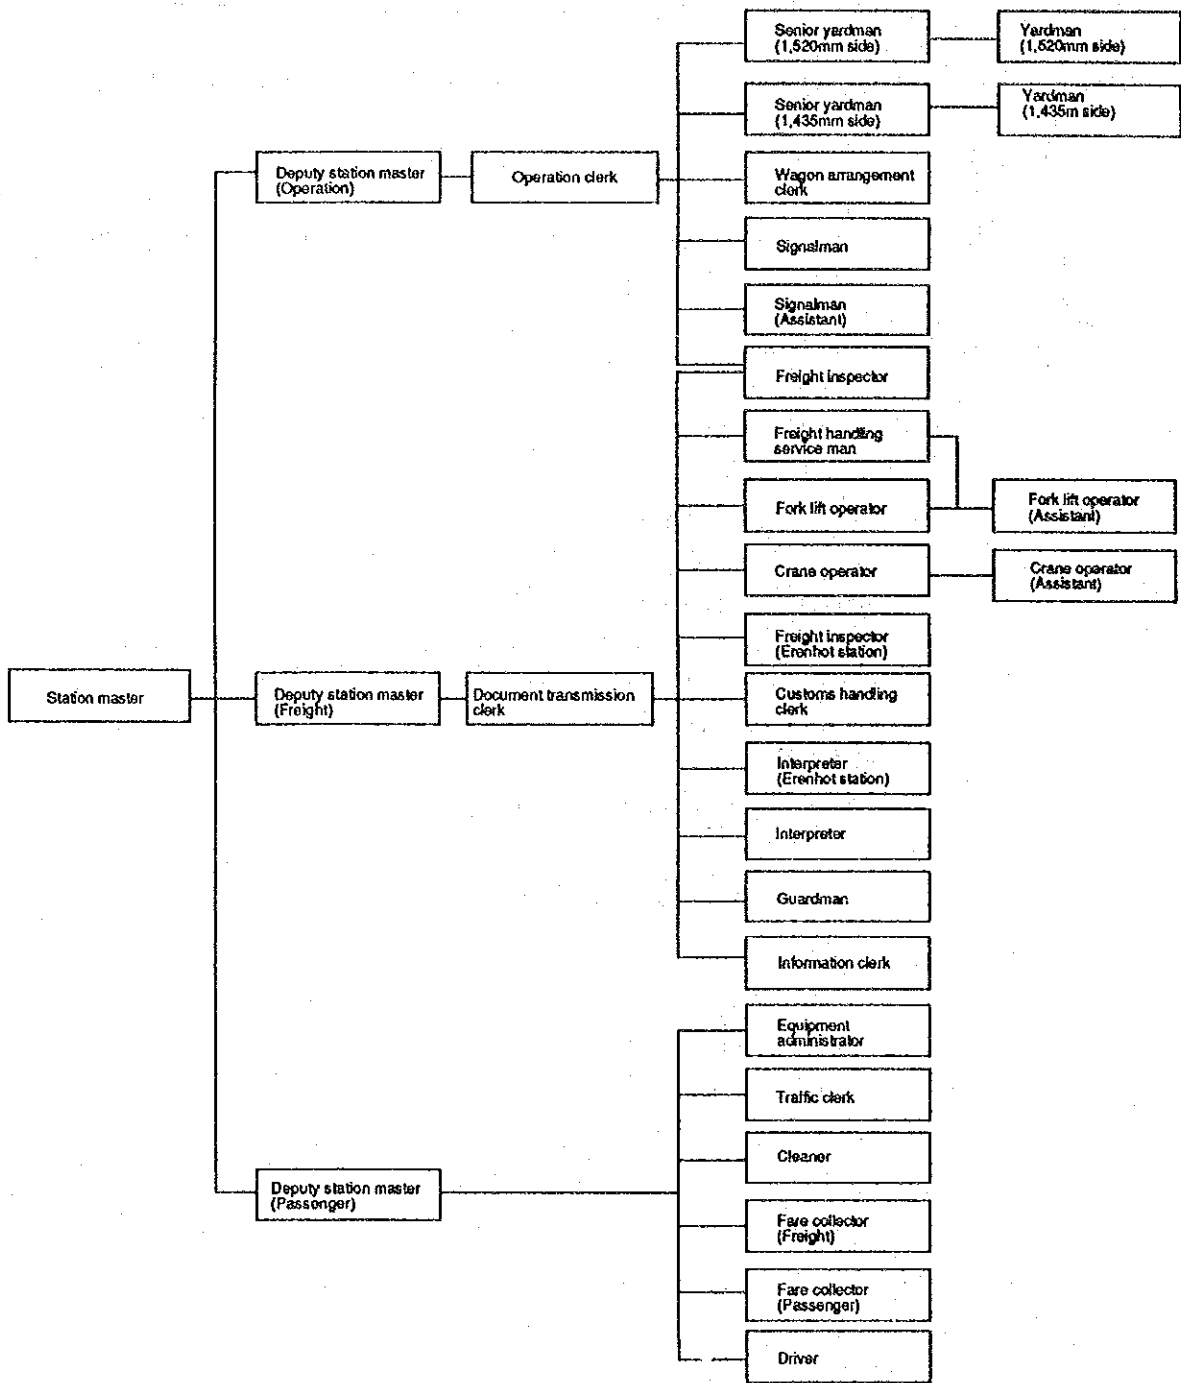 Senior yardman
(1,520mm side)
Yardman
(1,520mm side)
Senior yardman
(1,435mm side)
Yardman
(1,435m side)
Deputy station master
(Operation)
Operation clerk
Wagon arrangement
clerk
Signalman
Signalman
(Assistant)
Freight inspector
Freight handling
service man
Fork lift operator
Fork lift operator
(Assistant)
Crane operator
Crane operator
(Assistant)
Freight inspector
(Erenhot station)
Station master
Deputy station master
(Freight)
Document transmission
clerk
Customs handling
clerk
Interpreter
(Erenhot station)
Interpreter
Guardman
Information clerk
Equipment
administrator
Traffic clerk
Cleaner
Deputy station master
(Passenger)
Fare collector
(Freight)
Fare collector
(Passenger)
Driver